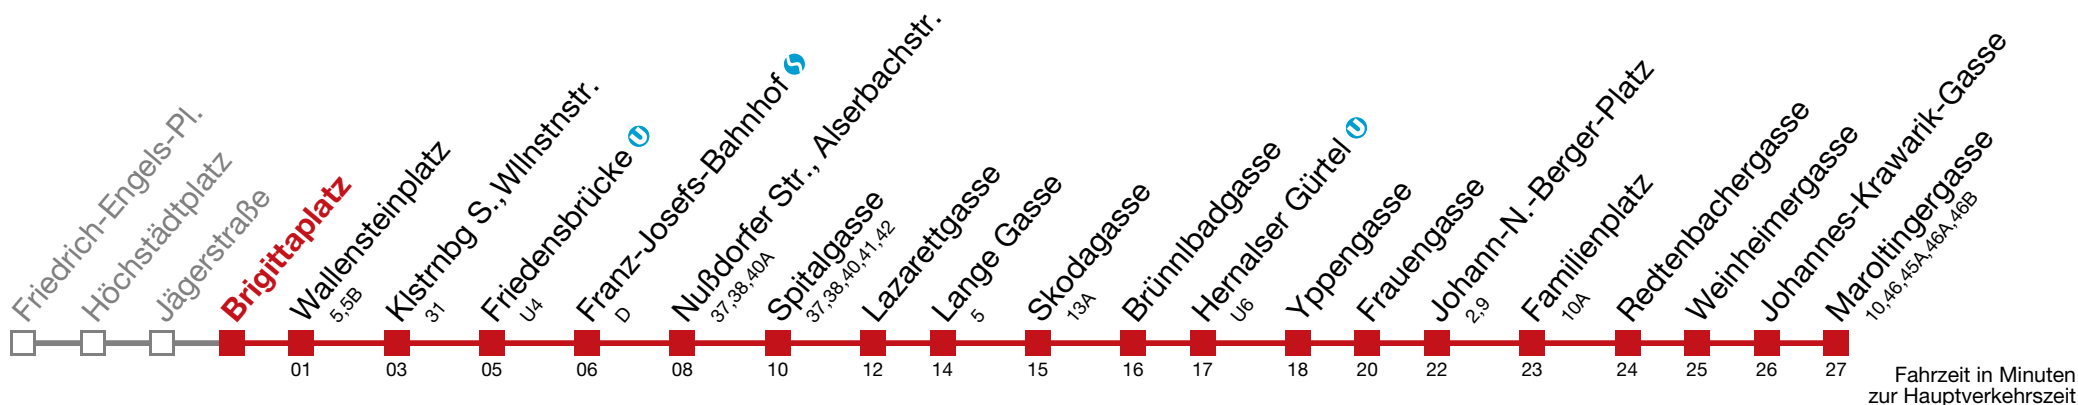 Friedrich-Engels-Pl.
Höchstädtplatz
Jägerstraße
Brigittaplatz
Wallensteinplatz
5,5B
Klstrnbg S.,Wllnstnstr.
31
Friedensbrücke
U4
Franz-Josefs-Bahnhof
D
Nußdorfer Str., Alserbachstr.
37,38,40A
Spitalgasse
37,38,40,41,42
Lazarettgasse
Lange Gasse
5
Skodagasse
13A
Brünnlbadgasse
Hernalser Gürtel
U6
Yppengasse
Frauengasse
Johann-N.-Berger-Platz
2,9
Familienplatz
10A
Redtenbachergasse
Weinheimergasse
Johannes-Krawarik-Gasse
Maroltingergasse
10,46,45A,46A,46B
01 03 05 06 08 10 12 14 15 16 17 18 20 22 23 24 25 26 27
Fahrzeit in Minuten
zur Hauptverkehrszeit